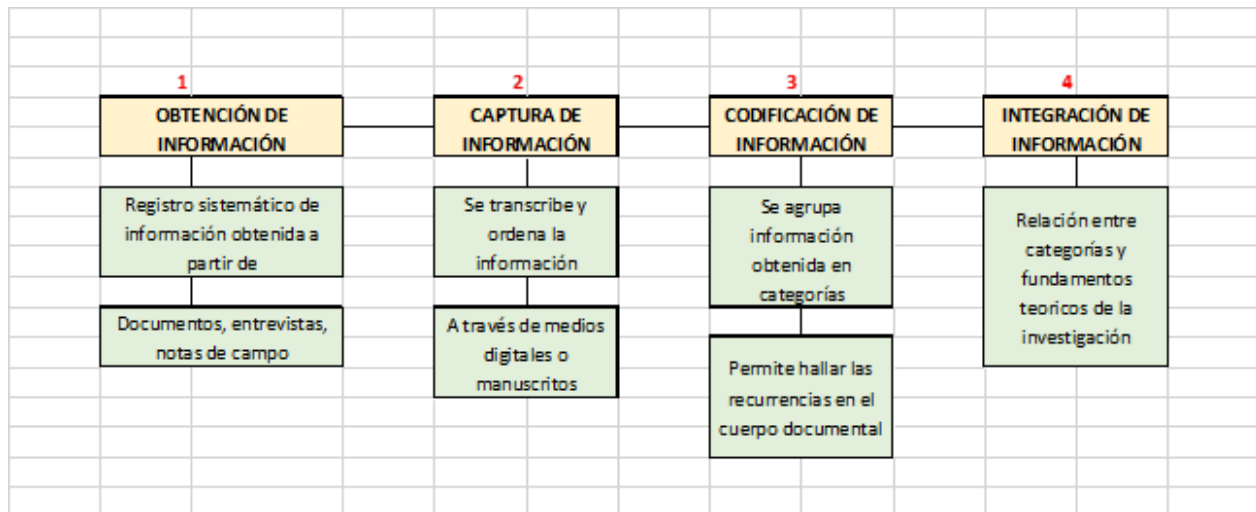 1
OBTENCIÓN DE
INFORMACIÓN
Registro sistemático de
información obtenida a
partir de
Documentos, entrevistas,
notas de campo
2
CAPTURA DE
INFORMACIÓN
Se transcribe y
ordena la
información
A través de medios
digitales o
manuscritos
3
CODIFICACIÓN DE
INFORMACIÓN
Se agrupa
información
obtenida en
categorías
Permite hallar las
recurrencias en el
cuerpo documental
4
INTEGRACIÓN DE
INFORMACIÓN
Relación entre
categorías y
fundamentos
teoricos de la
investigación